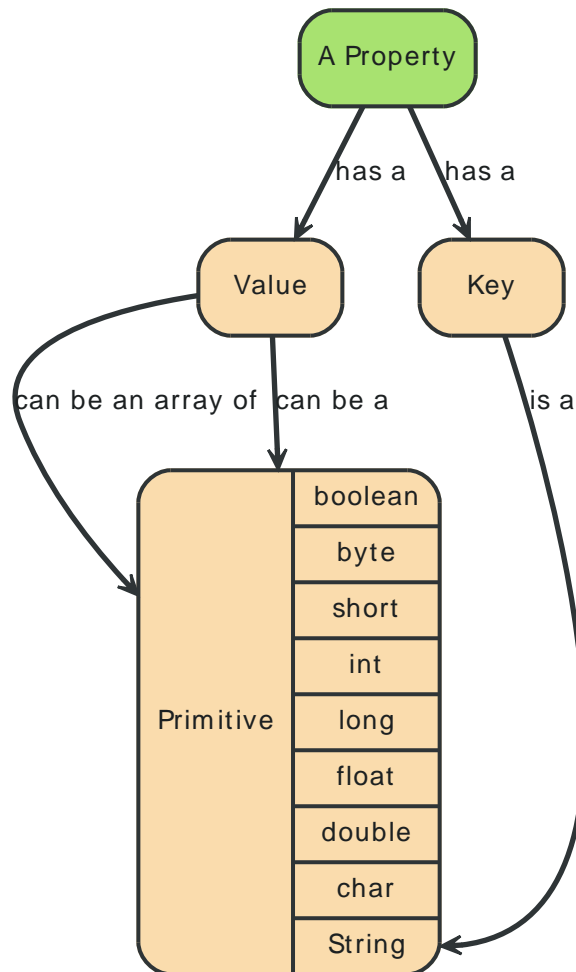 A Property
has a
has a
Value
Key
can be an array of
can be a
is a
Primitive
boolean
byte
short
int
long
float
double
char
String